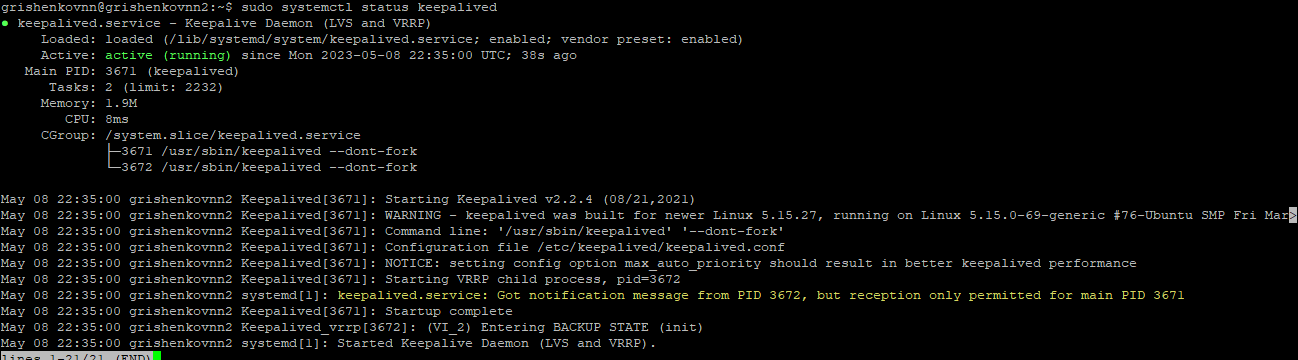 grishenkovnn@grishenkovnn2:~$ sudo systemctl status keepalived
● keepalived.service - Keepalive Daemon (LVS and VRRP)
Loaded: loaded (/lib/systemd/system/keepalived.service; enabled; vendor preset: enabled)
Active: active (running) since Mon 2023-05-08 22:35:00 UTC; 38s ago
Main PID: 3671 (keepalived)
Tasks: 2 (limit: 2232)
Memory: 1.9M
CPU: 8ms
CGroup: /system.slice/keepalived.service
├─3671 /usr/sbin/keepalived --dont-fork
└─3672 /usr/sbin/keepalived --dont-fork
May 08 22:35:00 grishenkovnn2 Keepalived[3671]: Starting Keepalived v2.2.4 (08/21,2021)
May 08 22:35:00 grishenkovnn2 Keepalived[3671]: WARNING - keepalived was built for newer Linux 5.15.27, running on Linux 5.15.0-69-generic #76-Ubuntu SMP Fri Mar>
May 08 22:35:00 grishenkovnn2 Keepalived[3671]: Command line: '/usr/sbin/keepalived' '--dont-fork'
May 08 22:35:00 grishenkovnn2 Keepalived[3671]: Configuration file /etc/keepalived/keepalived.conf
May 08 22:35:00 grishenkovnn2 Keepalived[3671]: NOTICE: setting config option max_auto_priority should result in better keepalived performance
May 08 22:35:00 grishenkovnn2 Keepalived[3671]: Starting VRRP child process, pid=3672
May 08 22:35:00 grishenkovnn2 systemd[1]: keepalived.service: Got notification message from PID 3672, but reception only permitted for main PID 3671
May 08 22:35:00 grishenkovnn2 Keepalived[3671]: Startup complete
May 08 22:35:00 grishenkovnn2 Keepalived_vrrp[3672]: (VI_2) Entering BACKUP STATE (init)
May 08 22:35:00 grishenkovnn2 systemd[1]: Started Keepalive Daemon (LVS and VRRP).
lines 1-21/21 (END)